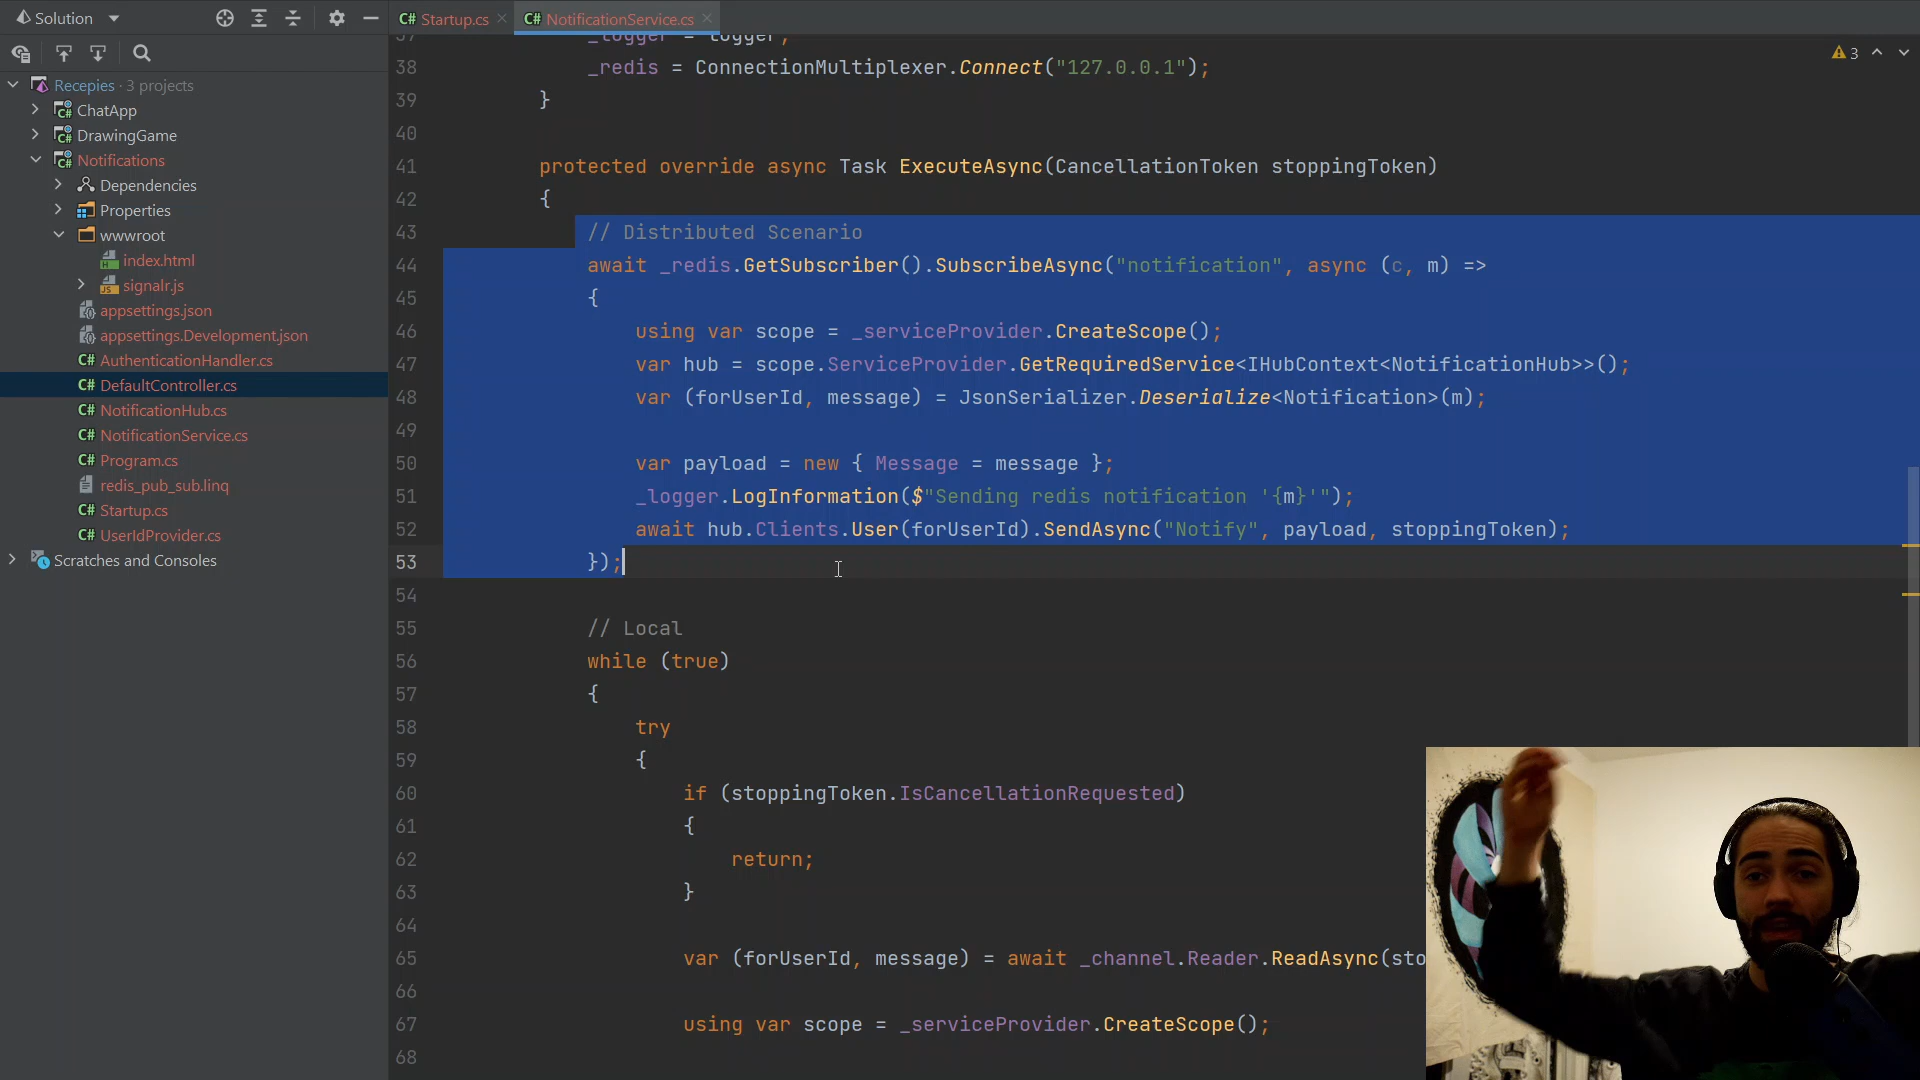 Solution
Startup.cs
NotificationService.cs
Recepies · 3 projects
ChatApp
DrawingGame
Notifications
Dependencies
Properties
wwwroot
index.html
signalr.js
appsettings.json
appsettings.Development.json
C# AuthenticationHandler.cs
C# DefaultController.cs
C# NotificationHub.cs
C# NotificationService.cs
C# Program.cs
redis_pub_sub.linq
C# Startup.cs
C# UserIdProvider.cs
Scratches and Consoles
3
37 _logger = logger;
38 _redis = ConnectionMultiplexer.Connect("127.0.0.1");
39 }
40
41 protected override async Task ExecuteAsync(CancellationToken stoppingToken)
42 {
43 // Distributed Scenario
44 await _redis.GetSubscriber().SubscribeAsync("notification", async (c, m) =>
45 {
46 using var scope = _serviceProvider.CreateScope();
47 var hub = scope.ServiceProvider.GetRequiredService<IHubContext<NotificationHub>>();
48 var (forUserId, message) = JsonSerializer.Deserialize<Notification>(m);
49
50 var payload = new { Message = message };
51 _logger.LogInformation($"Sending redis notification '{m}'");
52 await hub.Clients.User(forUserId).SendAsync("Notify", payload, stoppingToken);
53 });
54
55 // Local
56 while (true)
57 {
58 try
59 {
60 if (stoppingToken.IsCancellationRequested)
61 {
62 return;
63 }
64
65 var (forUserId, message) = await _channel.Reader.ReadAsync(sto
66
67 using var scope = _serviceProvider.CreateScope();
68